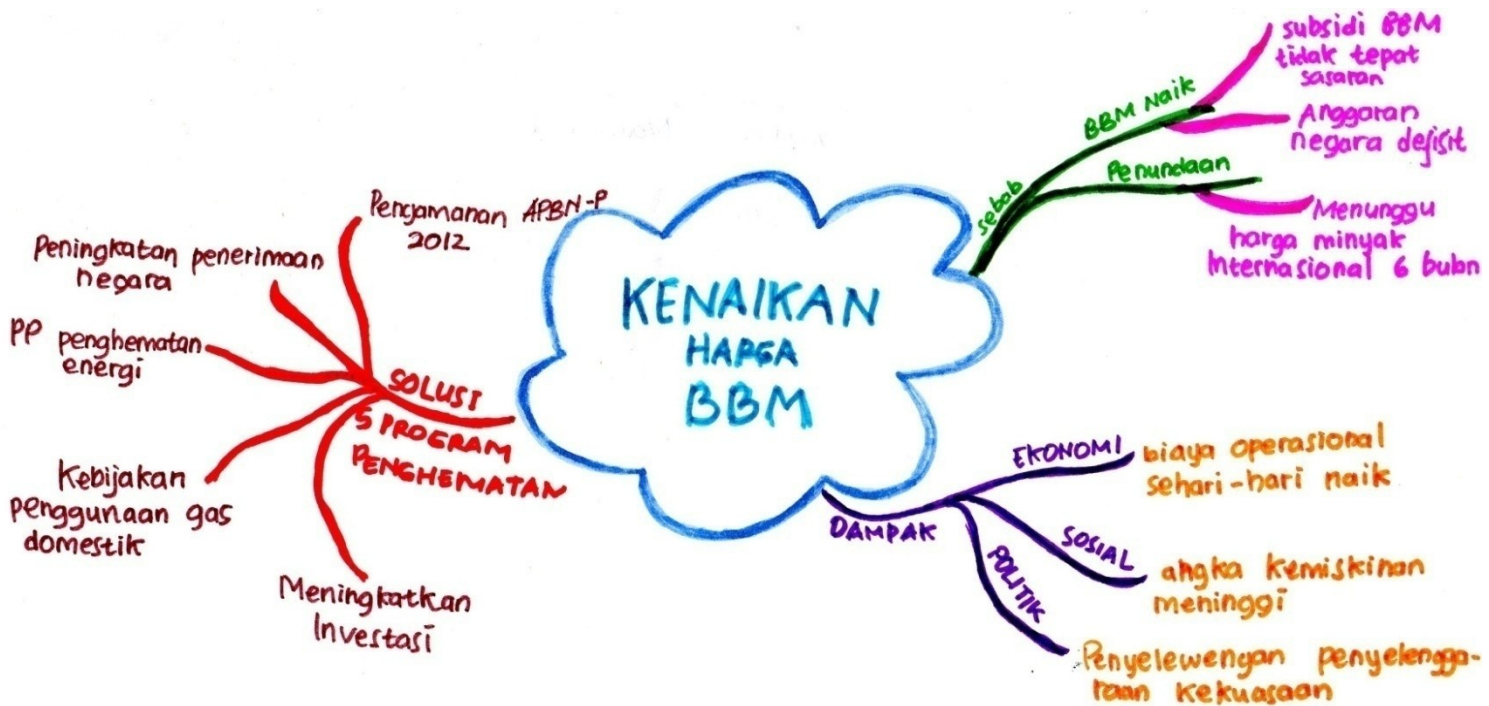 KENAIKAN
HARGA
BBM
sebab
BBM Naik
subsidi BBM
tidak tepat
sasaran
Anggaran
negara defisit
Penundaan
Menunggu
harga minyak
Internasional 6 buln
DAMPAK
EKONOMI
biaya operasional
sehari-hari naik
SOSIAL
angka kemiskinan
meninggi
POLITIK
Penyelewengan penyelengga-
raan kekuasaan
SOLUSI
5 PROGRAM
PENGHEMATAN
Pengamanan APBN-P
2012
Peningkatan penerimaan
negara
PP penghematan
energi
Kebijakan
penggunaan gas
domestik
Meningkatkan
Investasi